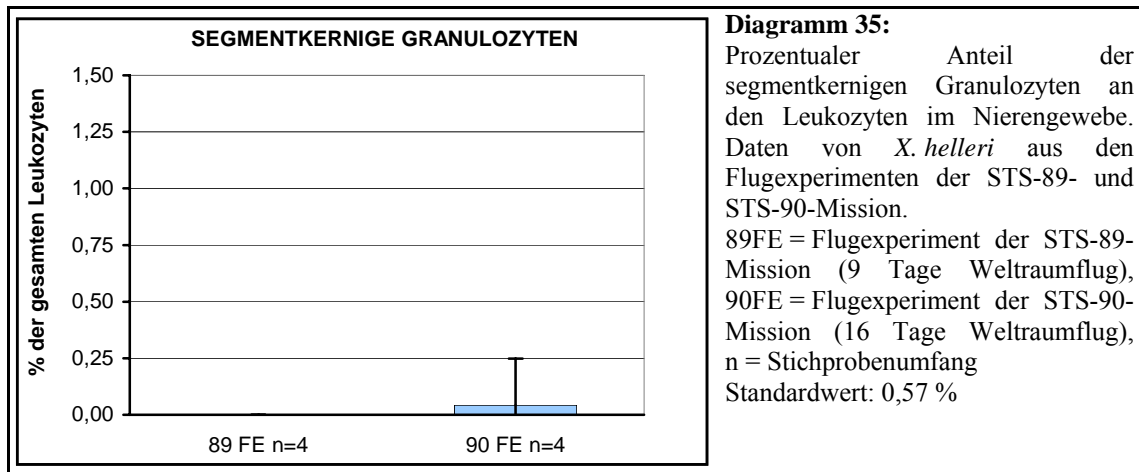 SEGMENTKERNIGE GRANULOZYTEN
% der gesamten Leukozyten
1,50
1,25
1,00
0,75
0,50
0,25
0,00
89 FE n=4
90 FE n=4
Diagramm 35:
Prozentualer Anteil der
segmentkernigen Granulozyten an
den Leukozyten im Nierengewebe.
Daten von X. helleri aus den
Flugexperimenten der STS-89- und
STS-90-Mission.
89FE = Flugexperiment der STS-89-
Mission (9 Tage Weltraumflug),
90FE = Flugexperiment der STS-90-
Mission (16 Tage Weltraumflug),
n = Stichprobenumfang
Standardwert: 0,57 %